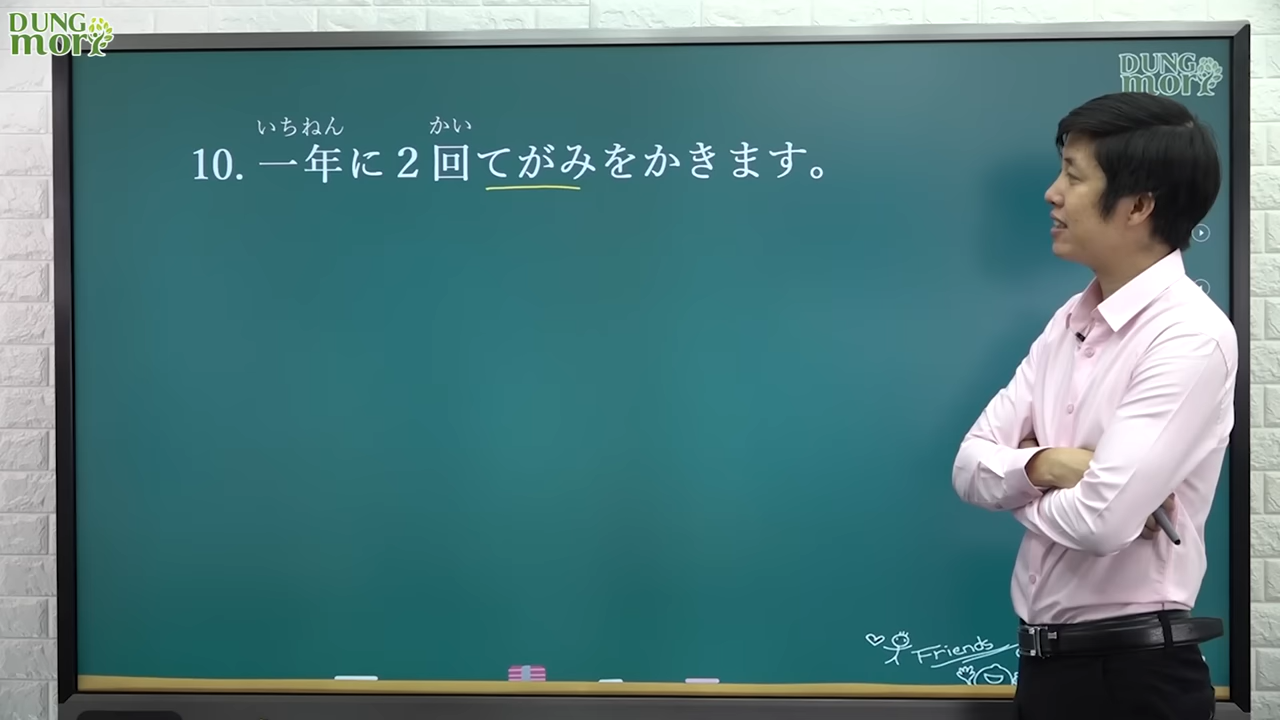 DUNG
mori
DUNG
mori
いちねん かい
10. 一年に2回てがみをかきます。
Friends